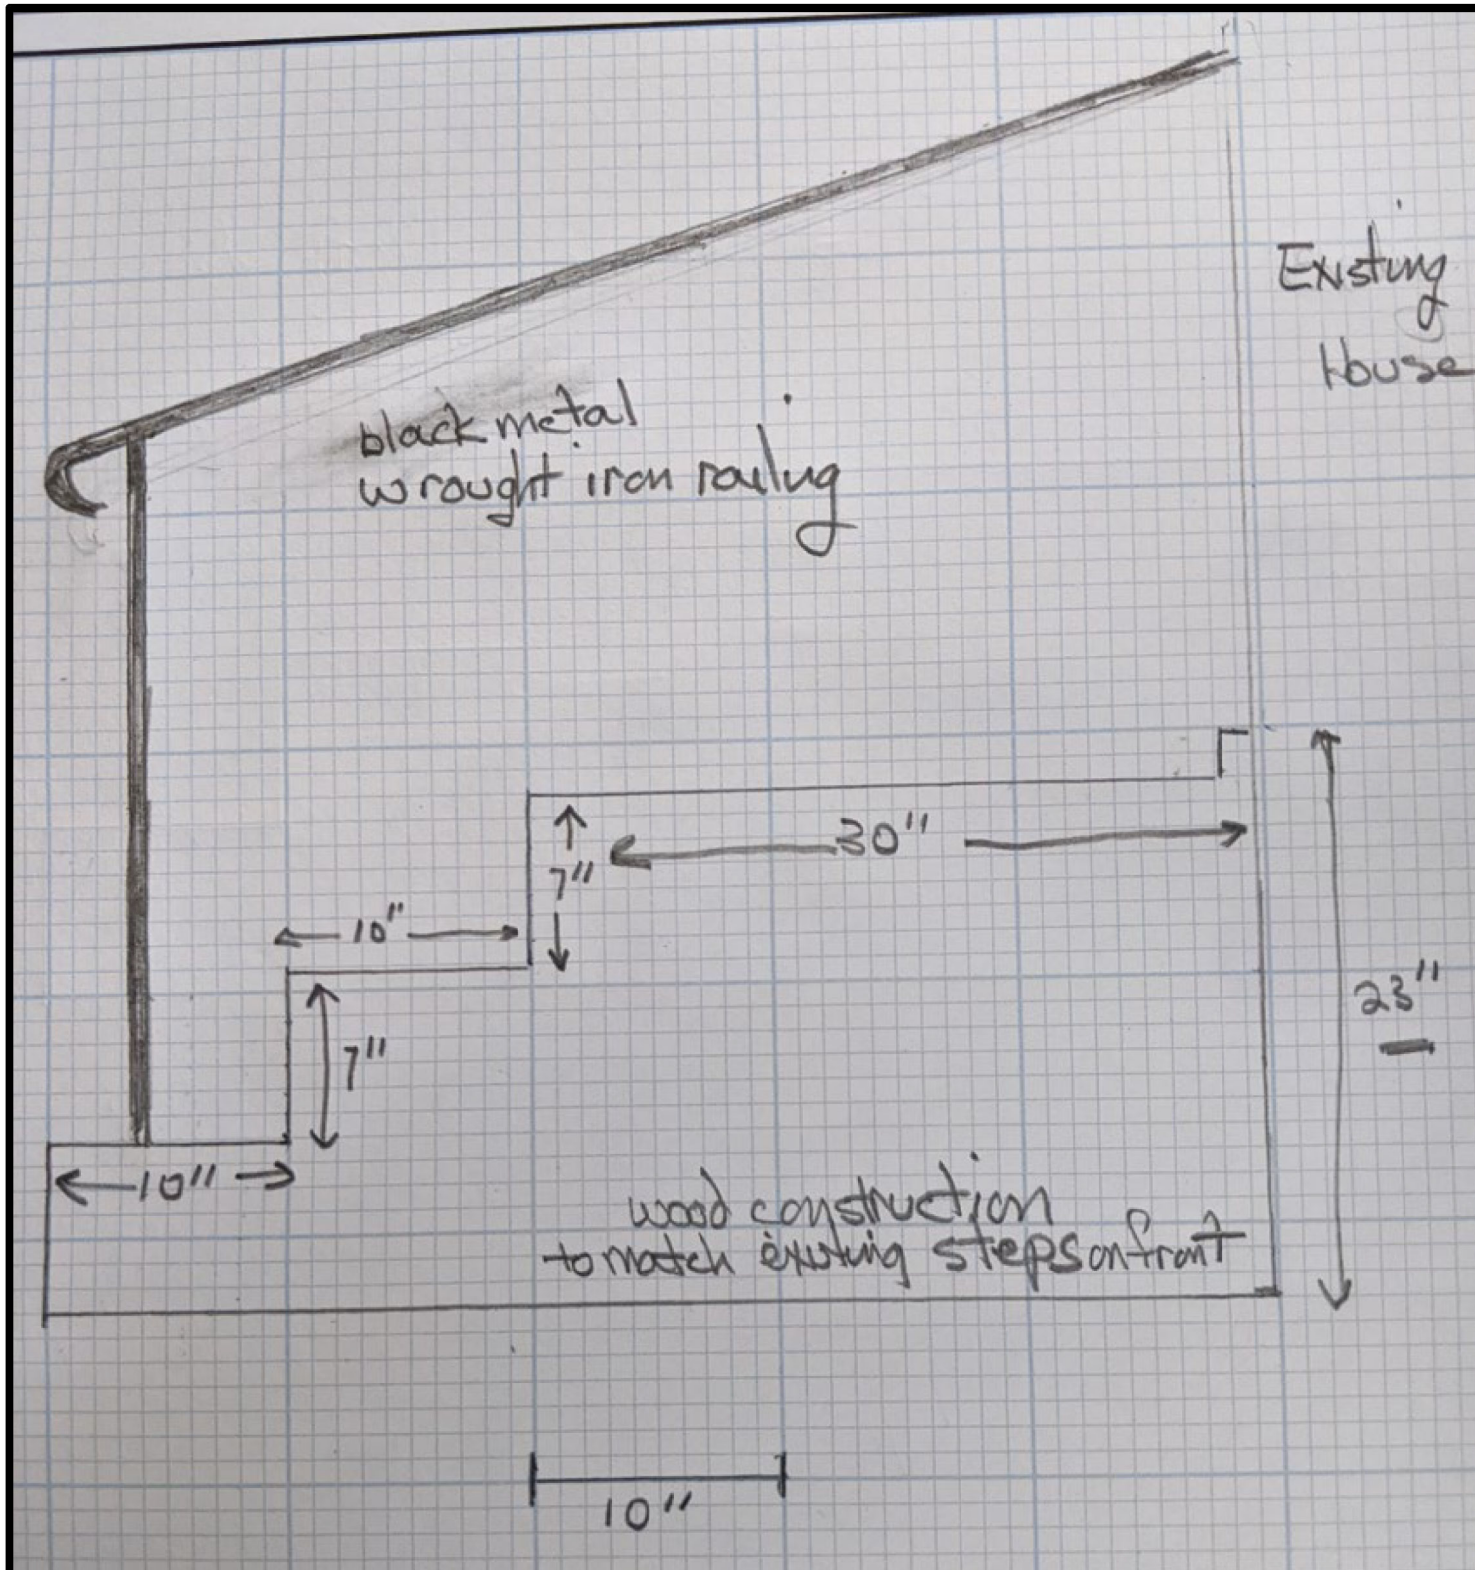 Existing
House
black metal
wrought iron railing
30"
7"
10"
7"
23"
10"
wood construction
to match existing steps on front
10"